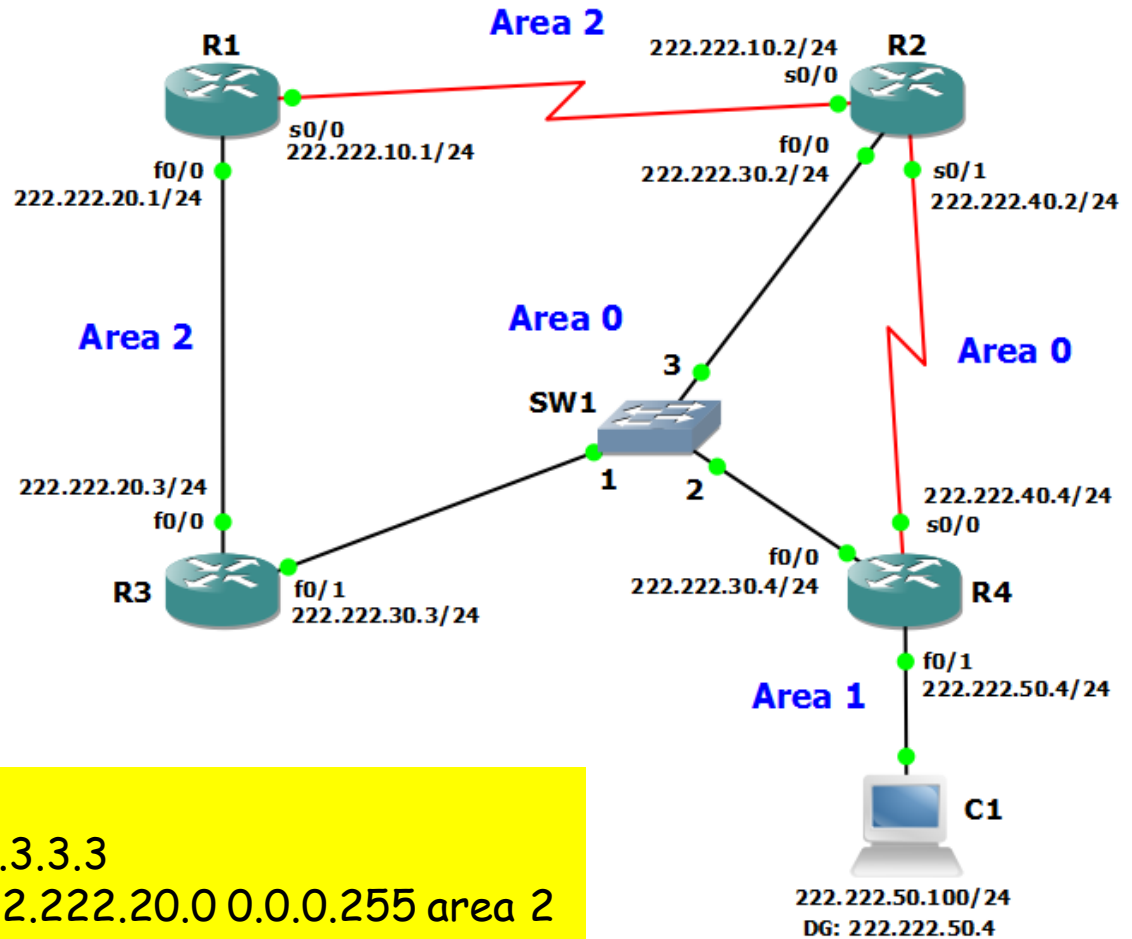 Area 2
R1
222.222.10.2/24
R2
s0/0
s0/0
222.222.10.1/24
f0/0
222.222.20.1/24
f0/0
222.222.30.2/24
s0/1
222.222.40.2/24
Area 2
Area 0
Area 0
3
SW1
1
2
222.222.20.3/24
f0/0
222.222.40.4/24
s0/0
R3
f0/1
222.222.30.3/24
f0/0
222.222.30.4/24
R4
f0/1
222.222.50.4/24
Area 1
C1
222.222.50.100/24
DG: 222.222.50.4
.3.3.3
2.222.20.0 0.0.0.255 area 2